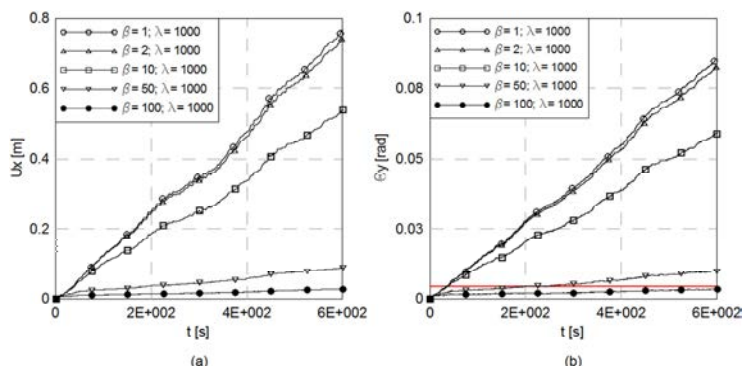 0.8
0.6
0.4
0.2
0
Ux [m]
β = 1; λ = 1000
β = 2; λ = 1000
β = 10; λ = 1000
β = 50; λ = 1000
β = 100; λ = 1000
0 2E+002 4E+002 6E+002
t [s]
(a)
0.1
0.08
0.05
0.03
0
ϴy [rad]
β = 1; λ = 1000
β = 2; λ = 1000
β = 10; λ = 1000
β = 50; λ = 1000
β = 100; λ = 1000
0 2E+002 4E+002 6E+002
t [s]
(b)